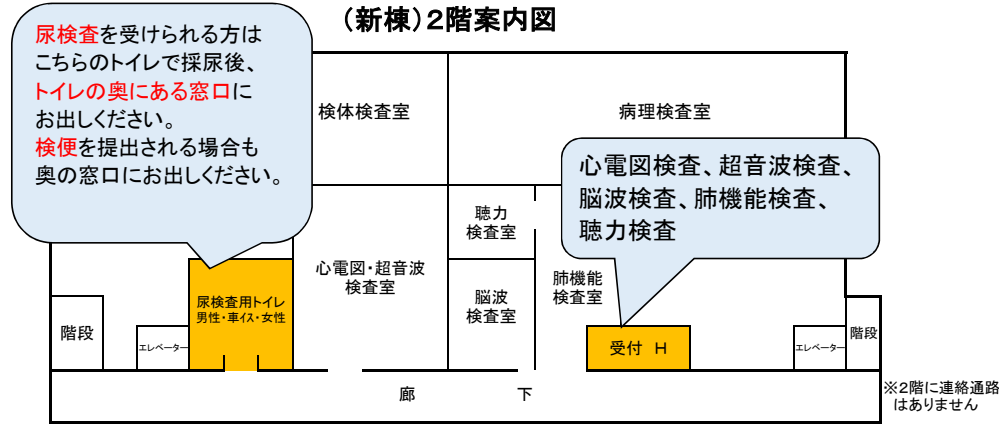 （新棟）２階案内図
尿検査を受けられる方は
こちらのトイレで採尿後、
トイレの奥にある窓口に
お出しください。
検便を提出される場合も
奥の窓口にお出しください。
検体検査室
病理検査室
心電図検査、超音波検査、
脳波検査、肺機能検査、
聴力検査
聴力
検査室
心電図・超音波
検査室
脳波
検査室
肺機能
検査室
尿検査用トイレ
男性・車イス・女性
階段
エレベーター
受付　Ｈ
エレベーター
階段
廊　下
※２階に連絡通路
はありません